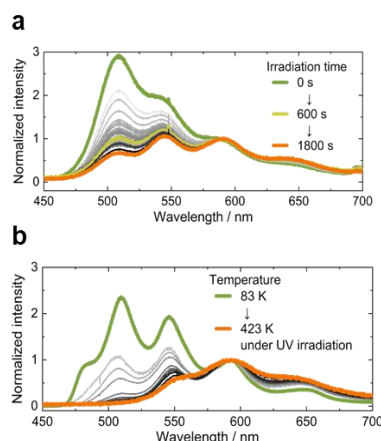 a
3
2
1
0
Normalized intensity
Irradiation time
0 s
↓
600 s
↓
1800 s
450 500 550 600 650 700
Wavelength / nm
b
3
2
1
0
Normalized intensity
Temperature
83 K
↓
423 K
under UV irradiation
450 500 550 600 650 700
Wavelength / nm